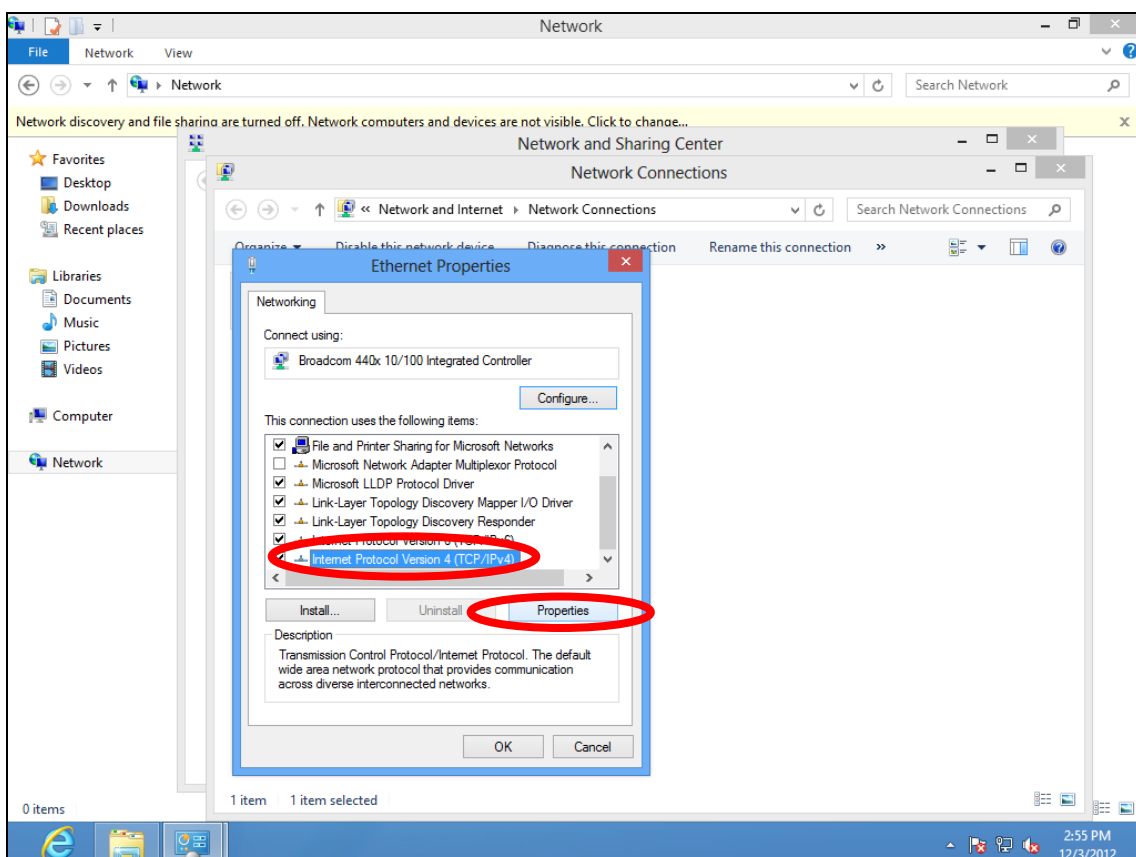 Network
File Network View
Network
Search Network
Network discovery and file sharing are turned off. Network computers and devices are not visible. Click to change...
Network and Sharing Center
Network Connections
Favorites
Desktop
Downloads
Recent places
Libraries
Documents
Music
Pictures
Videos
Computer
Network
0 items
« Network and Internet Network Connections
Search Network Connections
Organize Disable this network device Diagnose this connection Rename this connection »
Ethernet Properties
Networking
Connect using:
Broadcom 440x 10/100 Integrated Controller
Configure...
This connection uses the following items:
File and Printer Sharing for Microsoft Networks
Microsoft Network Adapter Multiplexor Protocol
Microsoft LLDP Protocol Driver
Link-Layer Topology Discovery Mapper I/O Driver
Link-Layer Topology Discovery Responder
Internet Protocol Version 6 (TCP/IPv6)
Internet Protocol Version 4 (TCP/IPv4)
Install... Uninstall Properties
Description
Transmission Control Protocol/Internet Protocol. The default
wide area network protocol that provides communication
across diverse interconnected networks.
OK Cancel
1 item 1 item selected
2:55 PM
12/3/2012